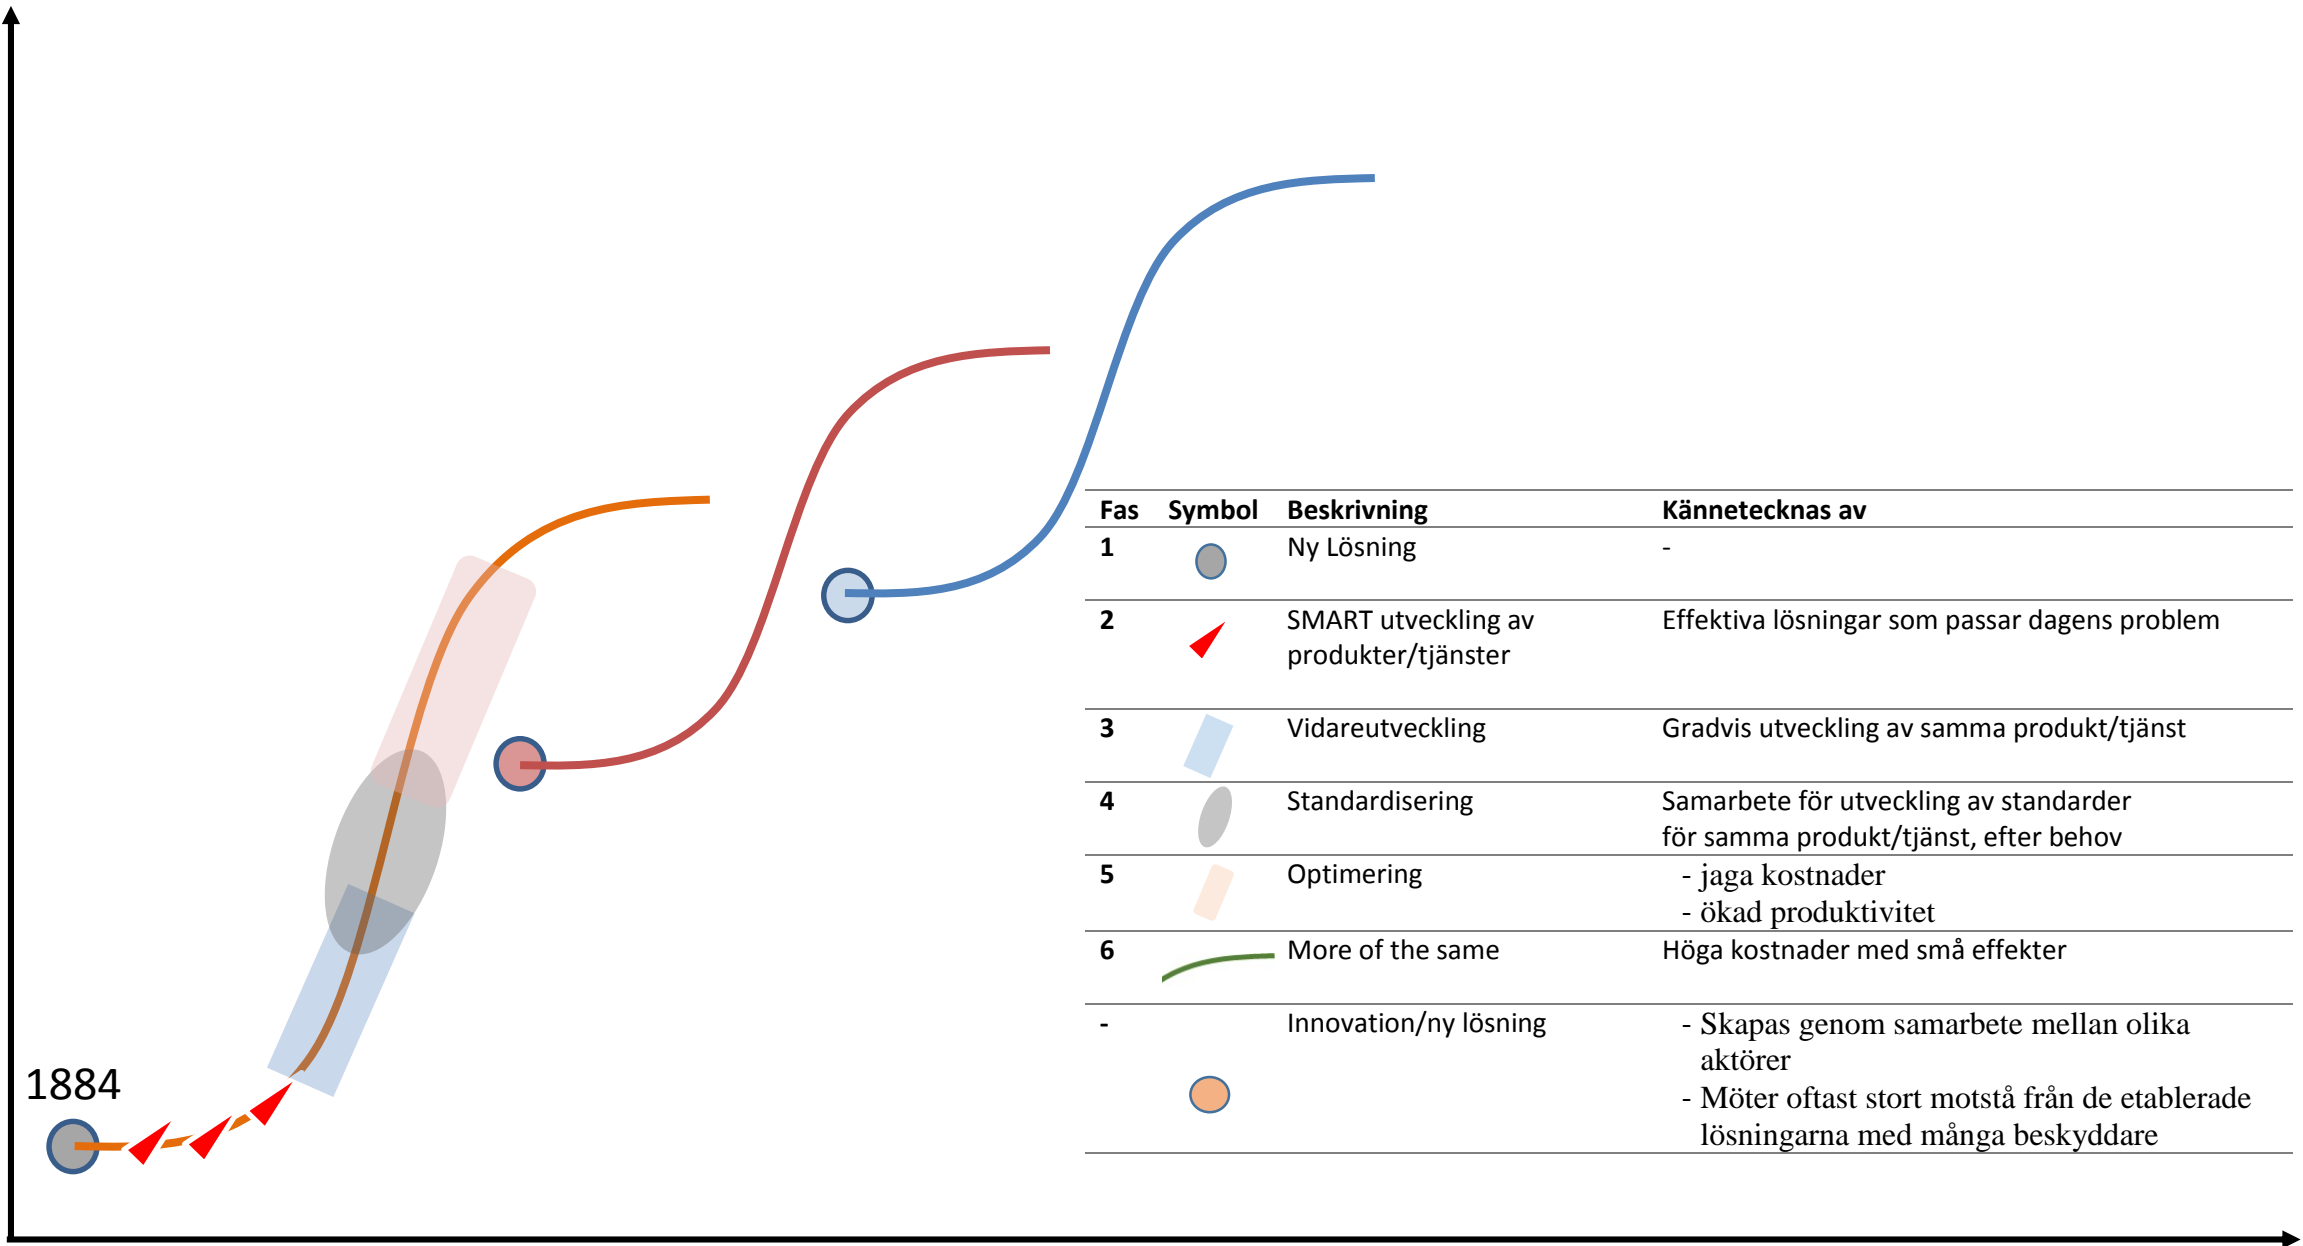 1884
Fas Symbol Beskrivning Kännetecknas av
1 Ny Lösning -
2 SMART utveckling av Effektiva lösningar som passar dagens problem
produkter/tjänster
3 Vidareutveckling Gradvis utveckling av samma produkt/tjänst
4 Standardisering Samarbete för utveckling av standarder
för samma produkt/tjänst, efter behov
5 Optimering - jaga kostnader
- ökad produktivitet
6 More of the same Höga kostnader med små effekter
- Innovation/ny lösning - Skapas genom samarbete mellan olika
aktörer
- Möter oftast stort motstå från de etablerade
lösningarna med många beskyddare